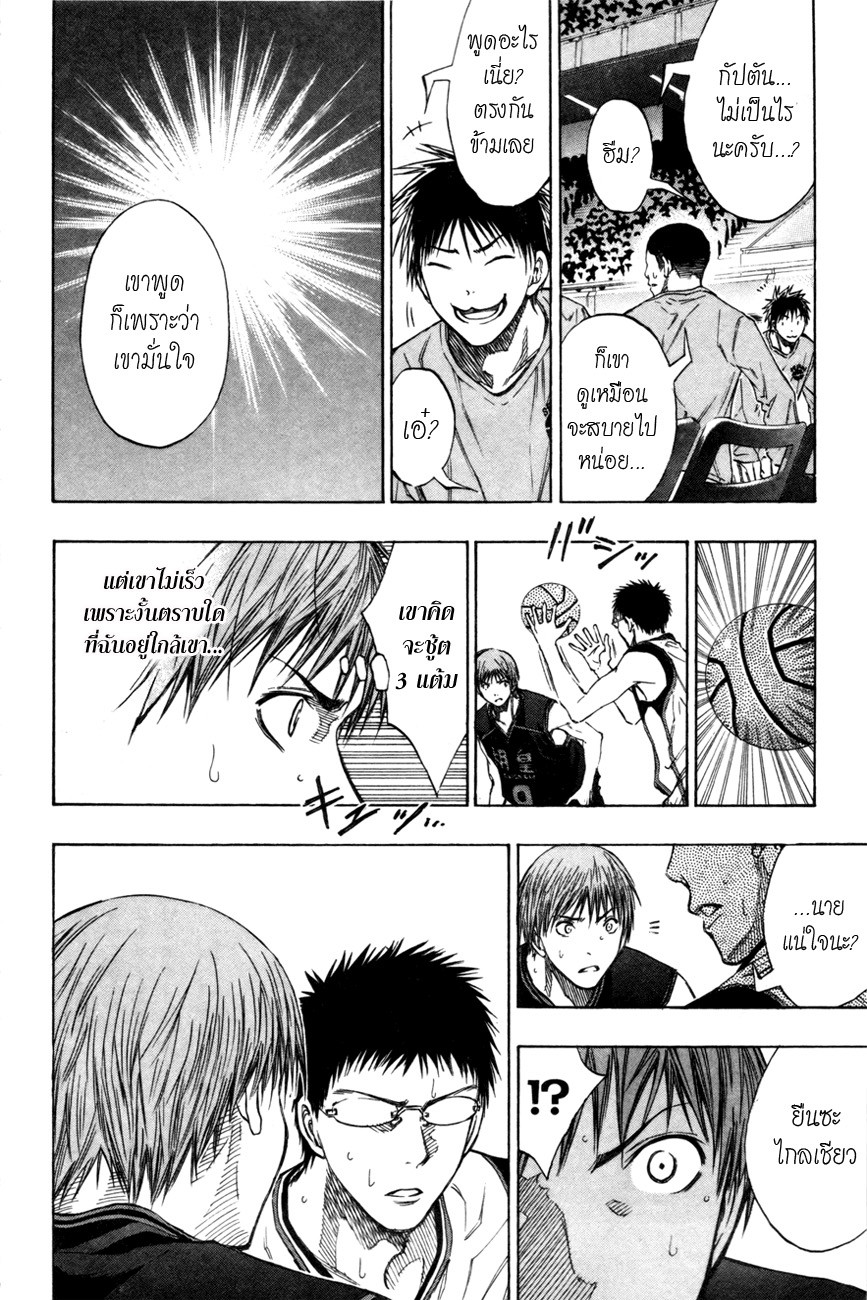 กัปตัน...
ไม่เป็นไร
นะครับ...?
ฮืม?
ก็เขา
ดูเหมือน
จะสบายไป
หน่อย...
พูดอะไร
เนี่ย?
ตรงกัน
ข้ามเลย
เอ๋?
เขาพูด
ก็เพราะว่า
เขามั่นใจ
バシッ
เขาคิด
จะชู้ต
3 แต้ม
แต่เขาไม่เร็ว
เพราะงั้นตราบใด
ที่ฉันอยู่ใกล้เขา...
キュッ...
...นาย
แน่ใจนะ?
ยืนซะ
ไกลเชียว
!?